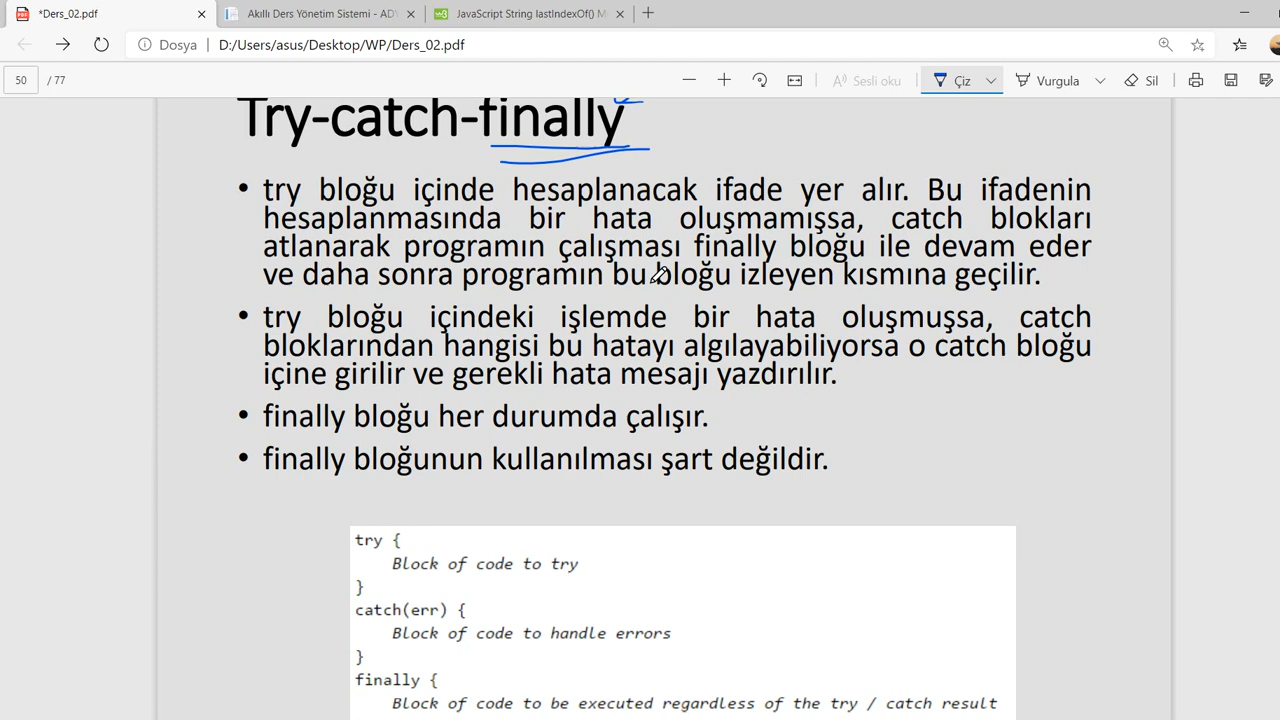 *Ders_02.pdf
Akıllı Ders Yönetim Sistemi - ADY
JavaScript String lastIndexOf() M
Dosya D:/Users/asus/Desktop/WP/Ders_02.pdf
50 / 77
Sesli oku
Çiz
Vurgula
Sil
Try-catch-finally
• try bloğu içinde hesaplanacak ifade yer alır. Bu ifadenin
hesaplanmasında bir hata oluşmamışsa, catch blokları
atlanarak programın çalışması finally bloğu ile devam eder
ve daha sonra programın bu bloğu izleyen kısmına geçilir.
• try bloğu içindeki işlemde bir hata oluşmuşsa, catch
bloklarından hangisi bu hatayı algılayabiliyorsa o catch bloğu
içine girilir ve gerekli hata mesajı yazdırılır.
• finally bloğu her durumda çalışır.
• finally bloğunun kullanılması şart değildir.
try {
Block of code to try
}
catch(err) {
Block of code to handle errors
}
finally {
Block of code to be executed regardless of the try / catch result